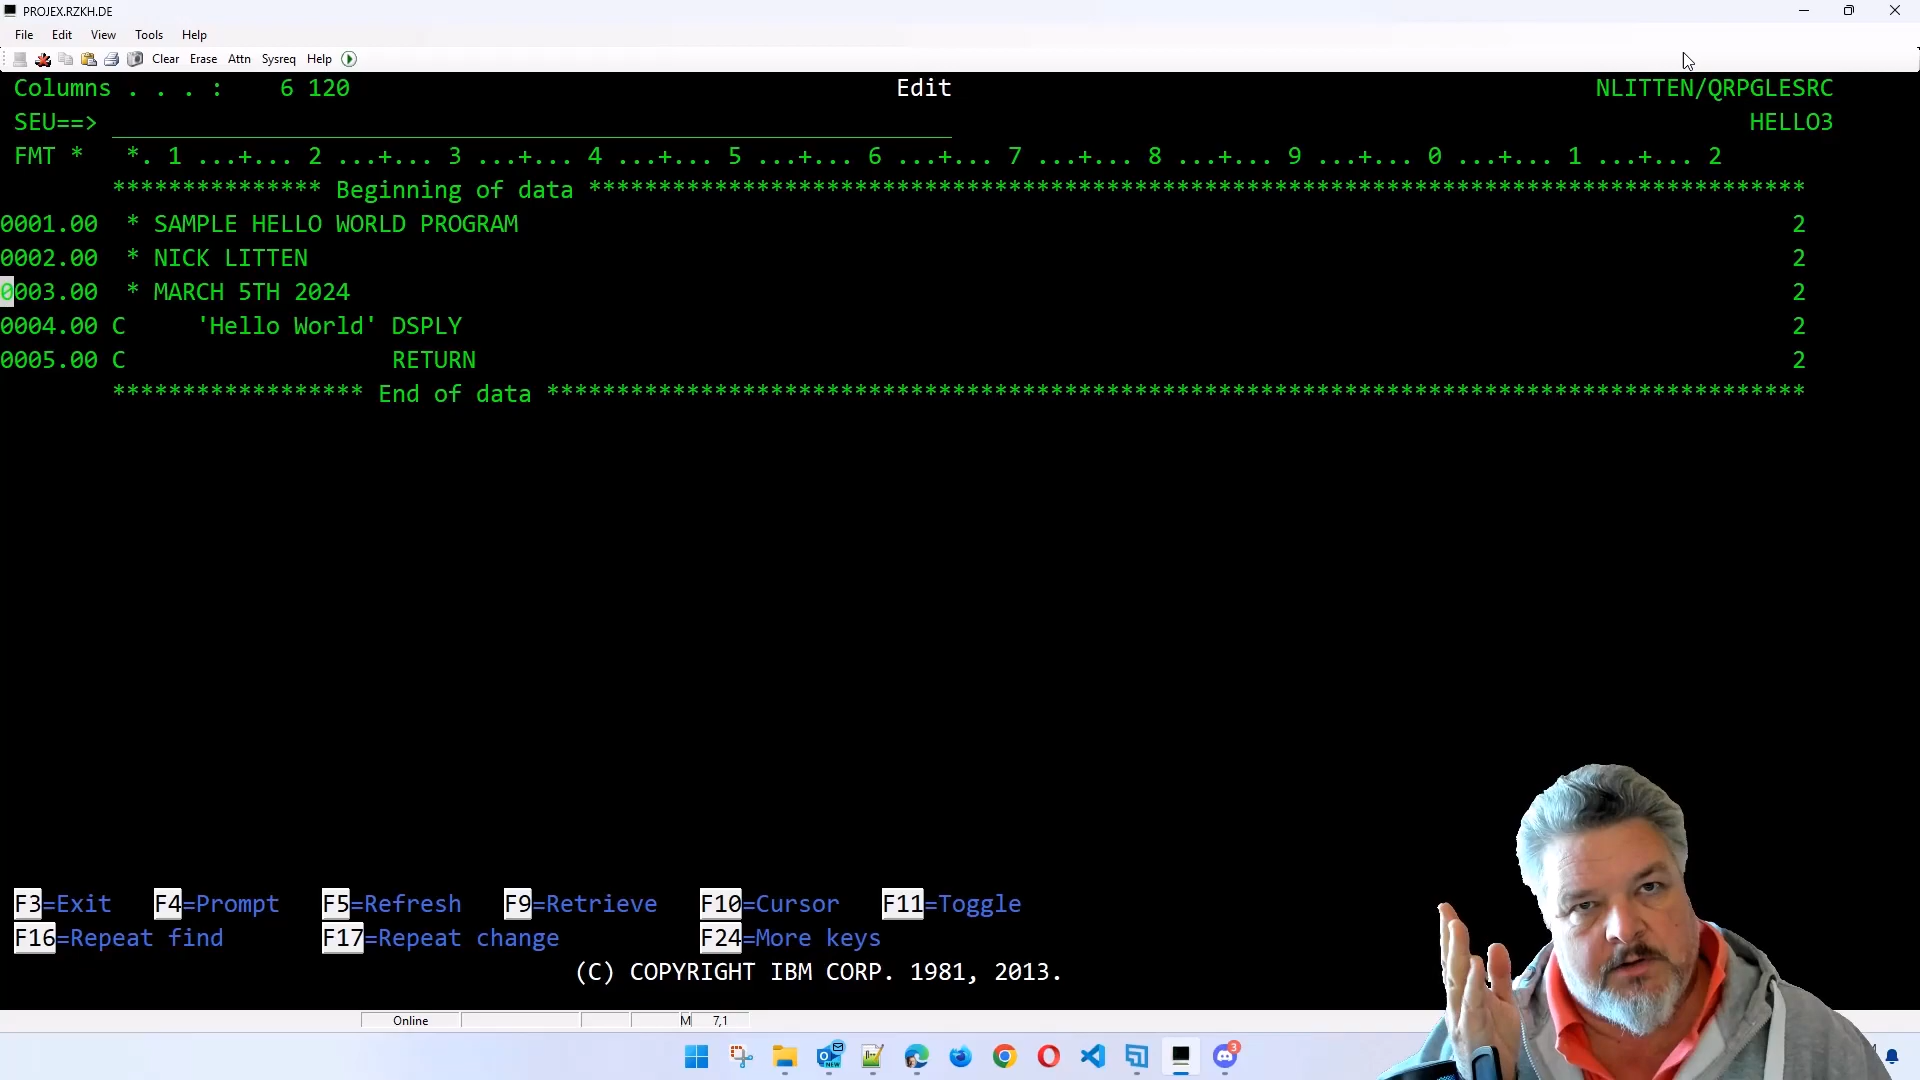 PROJEX.RZKH.DE
File Edit View Tools Help
Clear Erase Attn Sysreq Help
Columns . . . :    6 120                                       Edit                                              NLITTEN/QRPGLESRC
SEU==>                                                                                                                      HELLO3
FMT *   *. 1 ...+... 2 ...+... 3 ...+... 4 ...+... 5 ...+... 6 ...+... 7 ...+... 8 ...+... 9 ...+... 0 ...+... 1 ...+... 2
*************** Beginning of data ***************************************************************************************
0001.00  * SAMPLE HELLO WORLD PROGRAM 2
0002.00  * NICK LITTEN 2
0003.00  * MARCH 5TH 2024 2
0004.00 C     'Hello World' DSPLY 2
0005.00 C                   RETURN 2
****************** End of data ******************************************************************************************
F3=Exit   F4=Prompt   F5=Refresh   F9=Retrieve   F10=Cursor   F11=Toggle
F16=Repeat find       F17=Repeat change          F24=More keys
(C) COPYRIGHT IBM CORP. 1981, 2013.
Online M 7,1
NEW
3